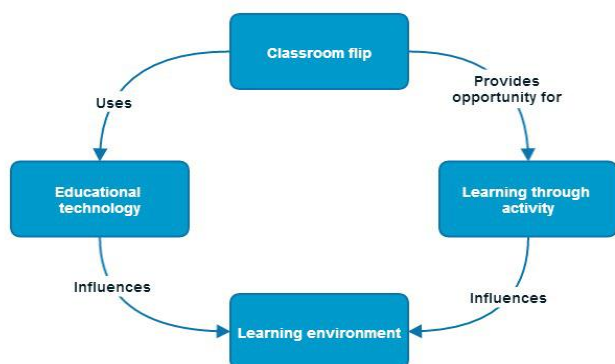 Classroom flip
Uses
Provides
opportunity for
Educational
technology
Learning through
activity
Influences
Influences
Learning environment